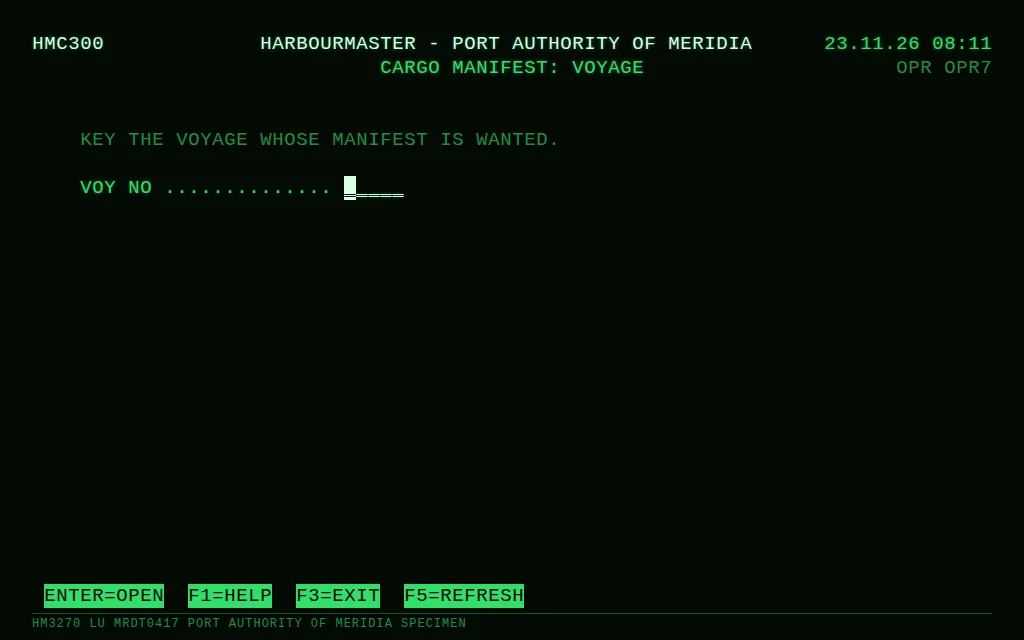 HMC300 HARBOURMASTER - PORT AUTHORITY OF MERIDIA 23.11.26 08:11
CARGO MANIFEST: VOYAGE OPR OPR7
KEY THE VOYAGE WHOSE MANIFEST IS WANTED.
VOY NO .............. _____
ENTER=OPEN F1=HELP F3=EXIT F5=REFRESH
HM3270 LU MRDT0417 PORT AUTHORITY OF MERIDIA SPECIMEN